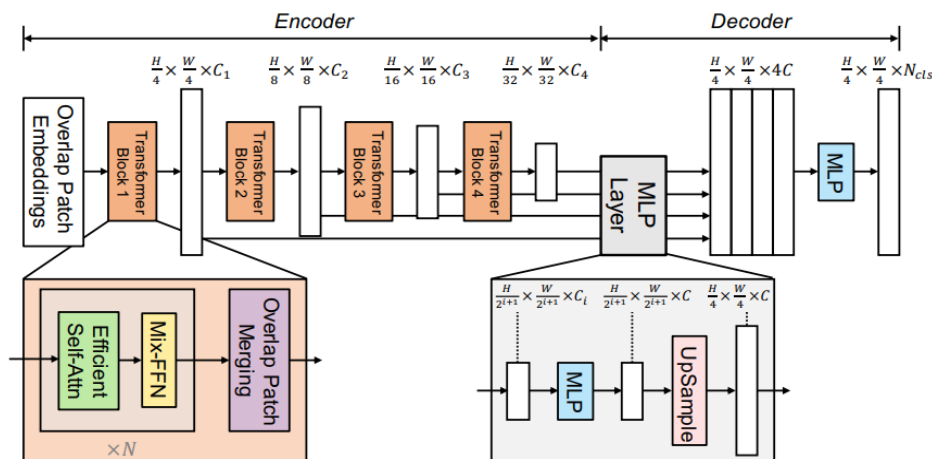 Encoder
Decoder
H/4 × W/4 ×C₁
H/8 × W/8 ×C₂
H/16 × W/16 ×C₃
H/32 × W/32 ×C₄
H/4 × W/4 ×4C
H/4 × W/4 ×N_cls
Overlap Patch
Embeddings
Transformer
Block 1
Transformer
Block 2
Transformer
Block 3
Transformer
Block 4
MLP
Layer
MLP
Efficient
Self-Attn
Mix-FFN
×N
Overlap Patch
Merging
H/2^{i+1} × W/2^{i+1} ×C_i
H/2^{i+1} × W/2^{i+1} ×C
H/4 × W/4 ×C
MLP
UpSample